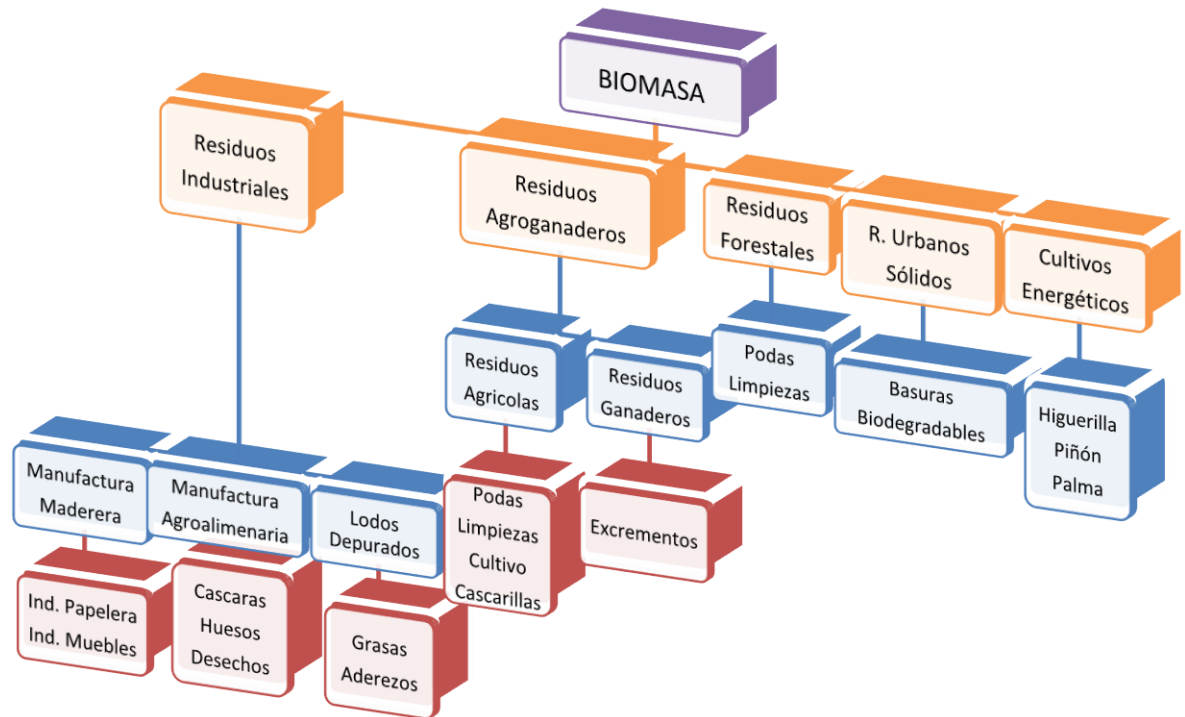 BIOMASA
Residuos
Industriales
Residuos
Agroganaderos
Residuos
Forestales
R. Urbanos
Sólidos
Cultivos
Energéticos
Residuos
Agricolas
Residuos
Ganaderos
Podas
Limpiezas
Basuras
Biodegradables
Higuerilla
Piñón
Palma
Manufactura
Maderera
Manufactura
Agroalimenaria
Lodos
Depurados
Podas
Limpiezas
Cultivo
Cascarillas
Excrementos
Ind. Papelera
Ind. Muebles
Cascaras
Huesos
Desechos
Grasas
Aderezos